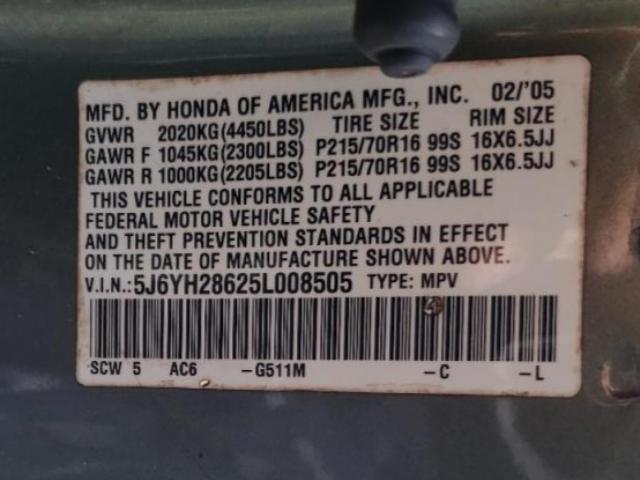 MFD. BY HONDA OF AMERICA MFG., INC. 02/'05
GVWR 2020KG(4450LBS) TIRE SIZE RIM SIZE
GAWR F 1045KG(2300LBS) P215/70R16 99S 16X6.5JJ
GAWR R 1000KG(2205LBS) P215/70R16 99S 16X6.5JJ
THIS VEHICLE CONFORMS TO ALL APPLICABLE
FEDERAL MOTOR VEHICLE SAFETY
AND THEFT PREVENTION STANDARDS IN EFFECT
ON THE DATE OF MANUFACTURE SHOWN ABOVE.
V.I.N.: 5J6YH28625L008505 TYPE: MPV
SCW 5 AC6 -G511M -C -L